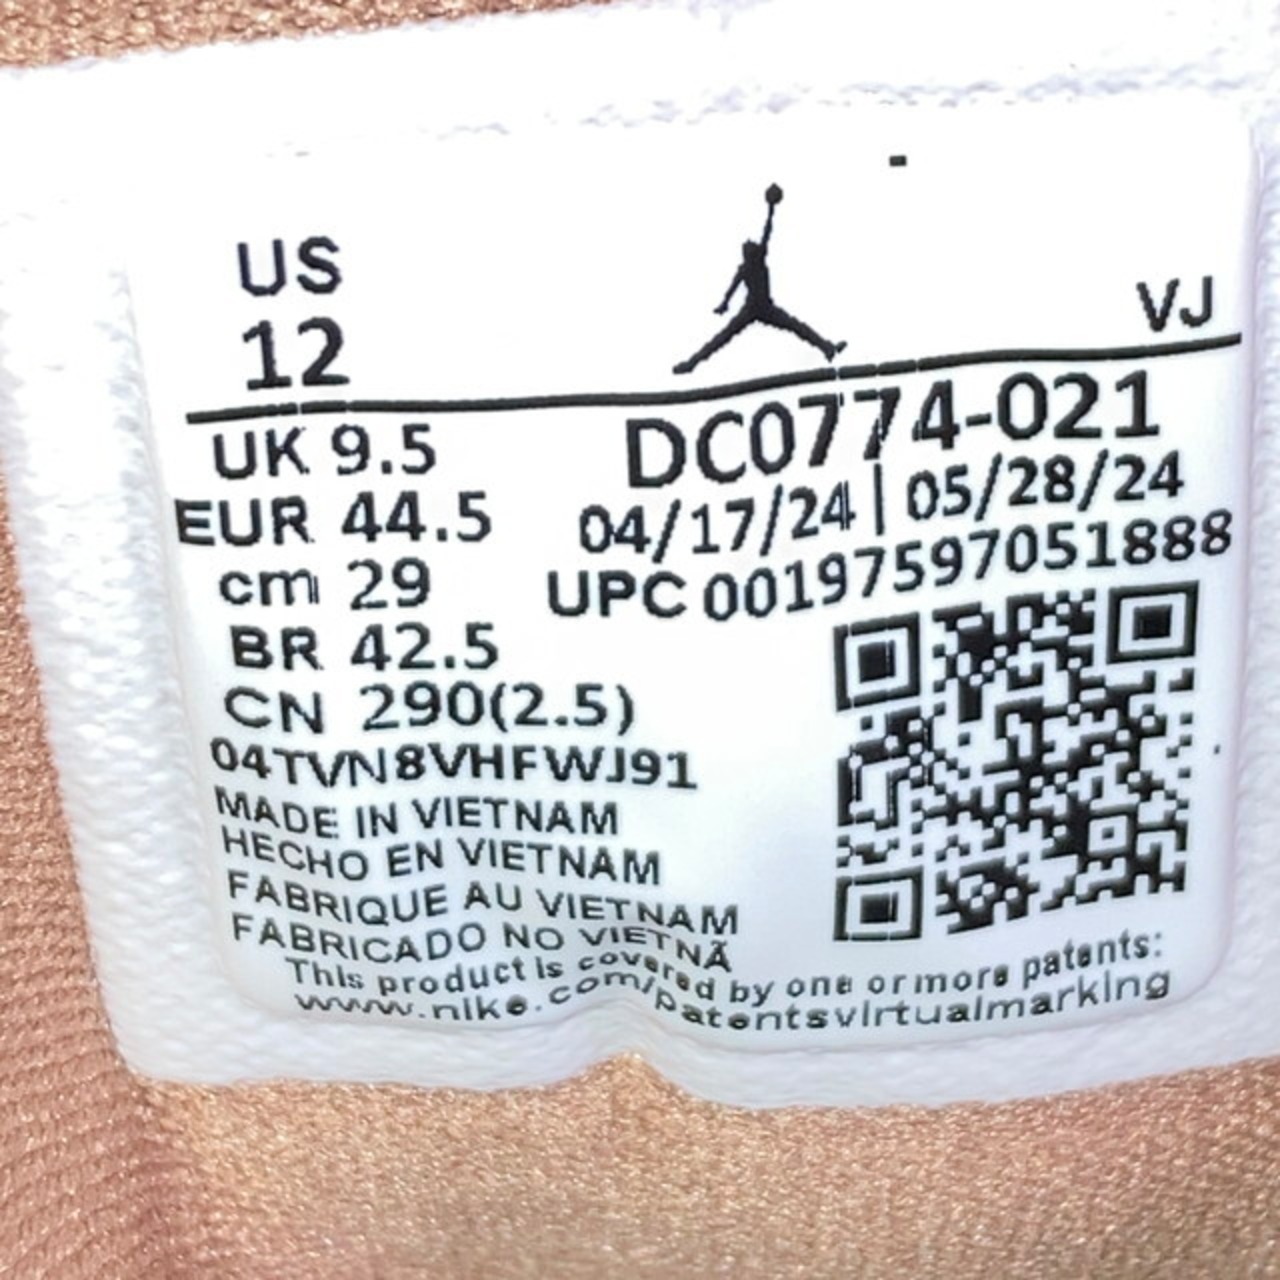 US
12
VJ
UK 9.5
EUR 44.5
cm 29
BR 42.5
CN 290(2.5)
DC0774-021
04/17/24 | 05/28/24
UPC 00197597051888
04TVN8VHFWJ91
MADE IN VIETNAM
HECHO EN VIETNAM
FABRIQUE AU VIETNAM
FABRICADO NO VIETNÃ
This product is covered by one or more patents:
www.nike.com/patentsvirtualmarking